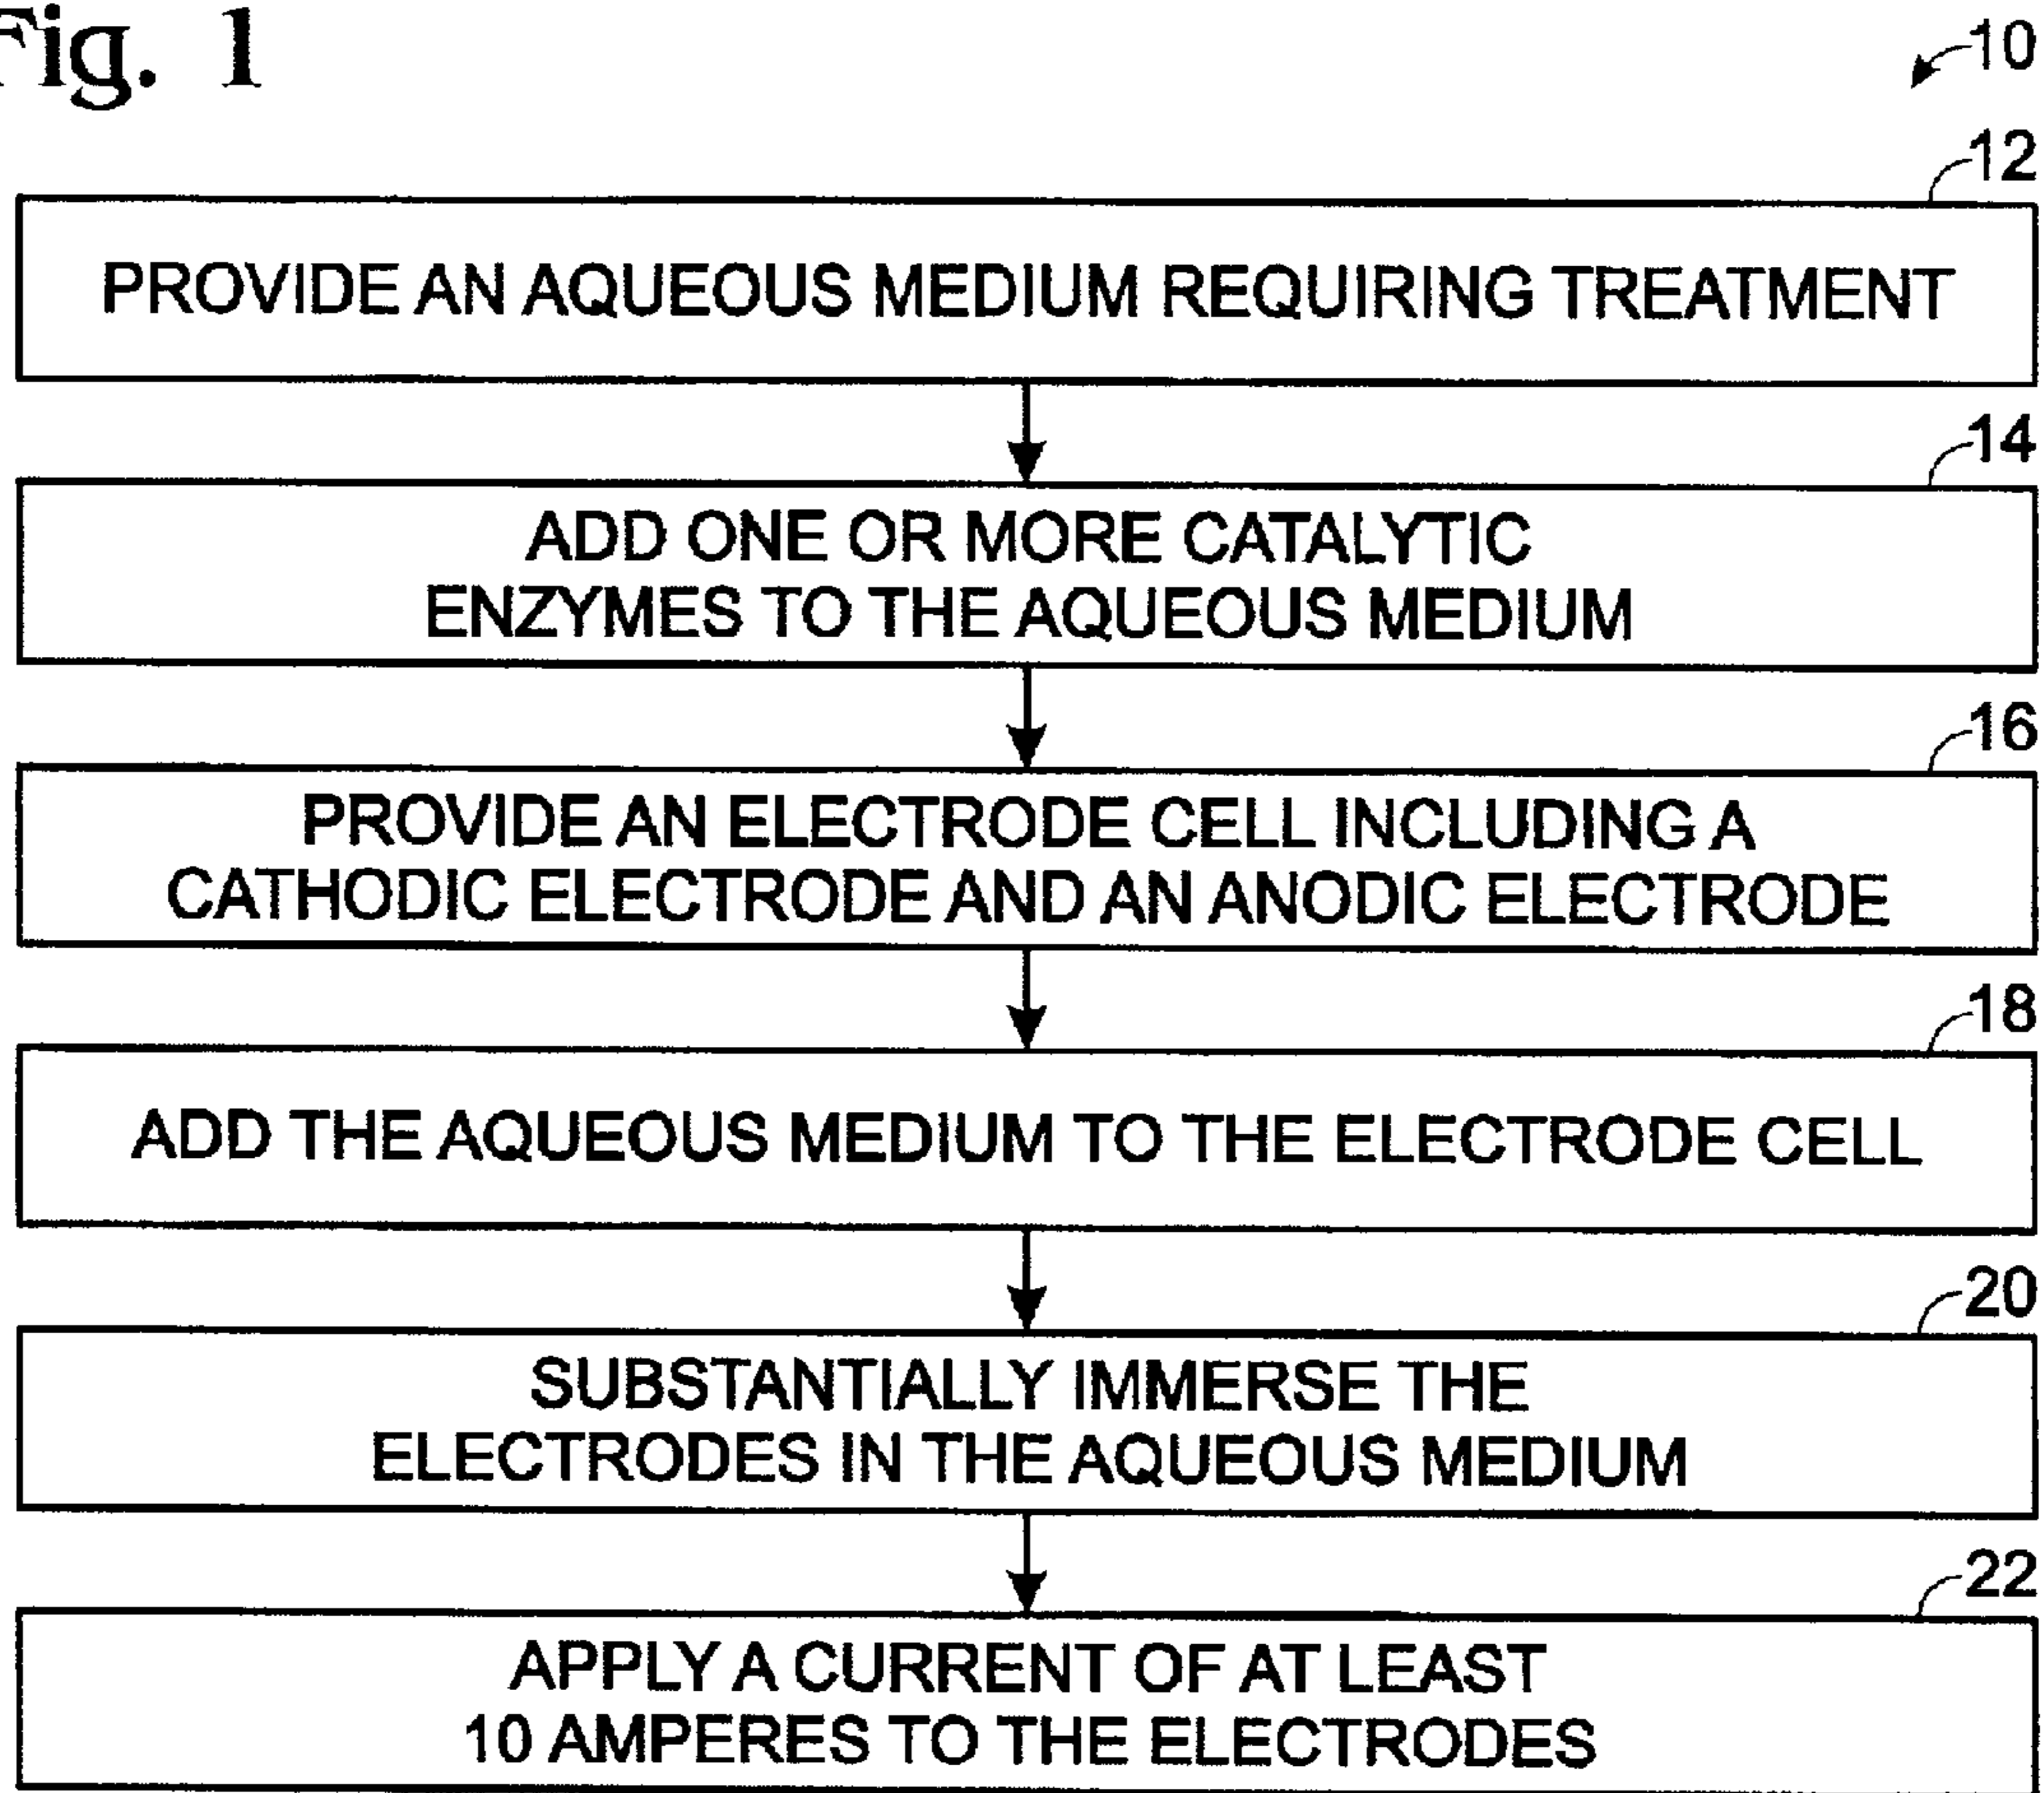 Fig. 1
10
12
PROVIDE AN AQUEOUS MEDIUM REQUIRING TREATMENT
14
ADD ONE OR MORE CATALYTIC
ENZYMES TO THE AQUEOUS MEDIUM
16
PROVIDE AN ELECTRODE CELL INCLUDING A
CATHODIC ELECTRODE AND AN ANODIC ELECTRODE
18
ADD THE AQUEOUS MEDIUM TO THE ELECTRODE CELL
20
SUBSTANTIALLY IMMERSE THE
ELECTRODES IN THE AQUEOUS MEDIUM
22
APPLY A CURRENT OF AT LEAST
10 AMPERES TO THE ELECTRODES